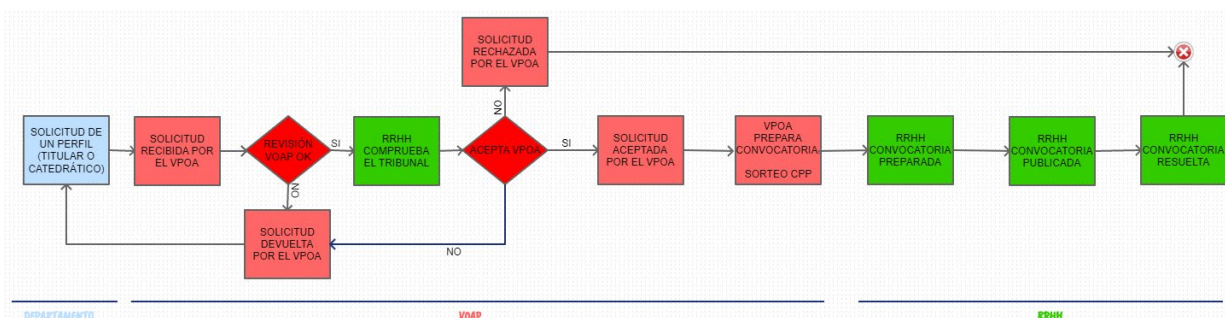 SOLICITUD
RECHAZADA
POR EL VPOA
SOLICITUD DE
UN PERFIL
(TITULAR O
CATEDRÁTICO)
SOLICITUD
RECIBIDA POR
EL VPOA
REVISIÓN
VOAP OK
SI
RRHH
COMPRUEBA
EL TRIBUNAL
NO
ACEPTA VPOA
SI
SOLICITUD
ACEPTADA
POR EL VPOA
VPOA
PREPARA
CONVOCATORIA.
SORTEO CPP
RRHH
CONVOCATORIA
PREPARADA
RRHH
CONVOCATORIA
PUBLICADA
RRHH
CONVOCATORIA
RESUELTA
NO
SOLICITUD
DEVUELTA
POR EL VPOA
NO
DEPARTAMENTO
VOAP
RRHH